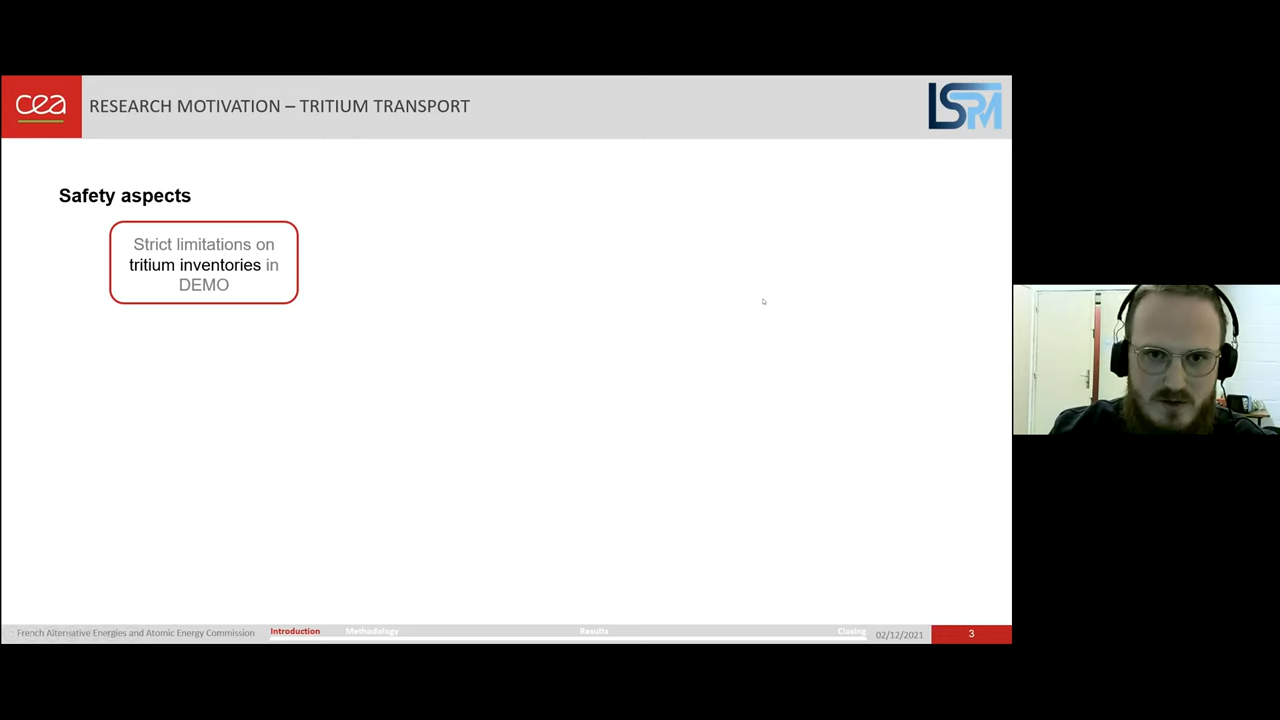 cea
RESEARCH MOTIVATION – TRITIUM TRANSPORT
LSPM
Safety aspects
Strict limitations on
tritium inventories in
DEMO
French Alternative Energies and Atomic Energy Commission
Introduction
Methodology
Results
Closing
02/12/2021
3